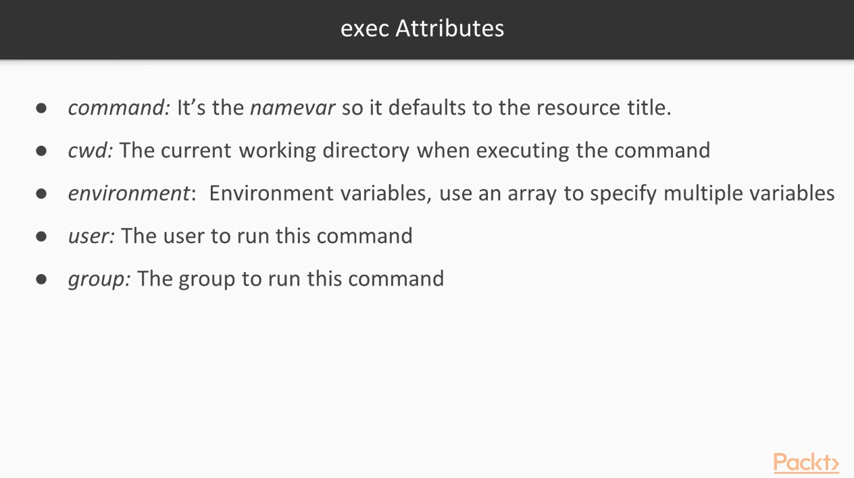 exec Attributes
● command: It’s the namevar so it defaults to the resource title.
● cwd: The current working directory when executing the command
● environment:  Environment variables, use an array to specify multiple variables
● user: The user to run this command
● group: The group to run this command
Packt>